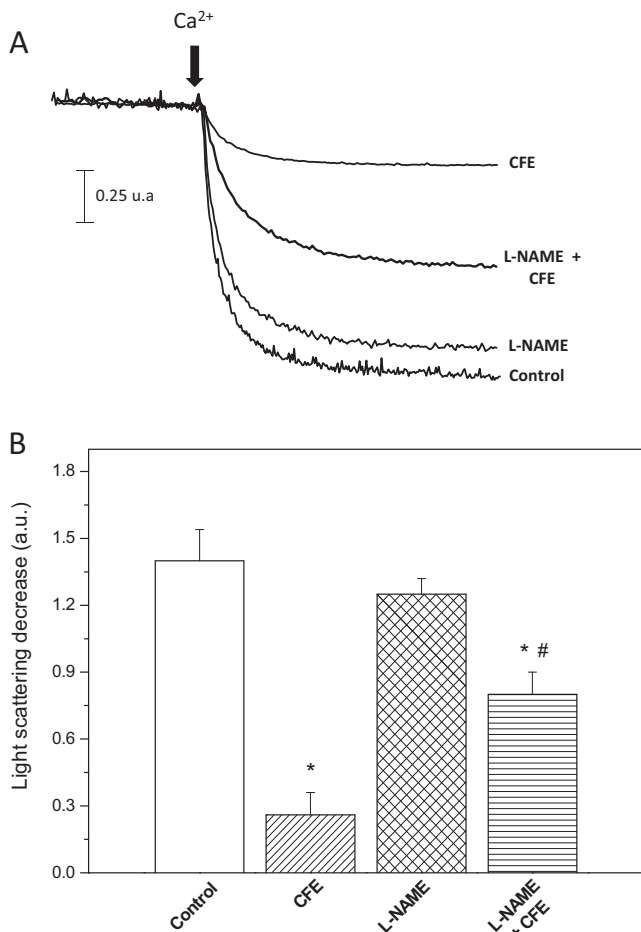 A
Ca²⁺
0.25 u.a
CFE
L-NAME +
CFE
L-NAME
Control
B
Light scattering decrease (a.u.)
1.8
1.5
1.2
0.9
0.6
0.3
0.0
*
* #
Control
CFE
L-NAME
L-NAME
+ CFE